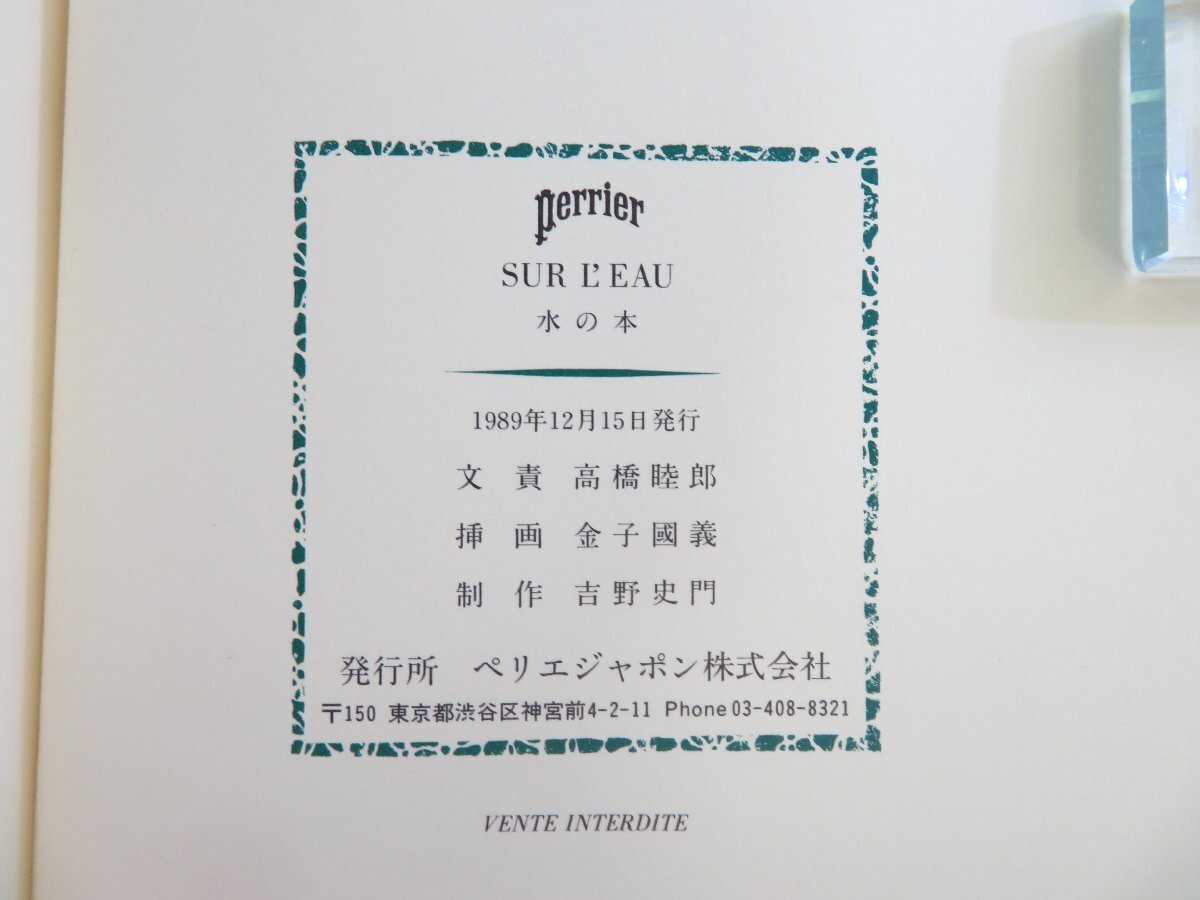 perrier
SUR L'EAU
水の本
1989年12月15日発行
文 責 高橋睦郎
挿 画 金子國義
制 作 吉野史門
発行所 ペリエジャポン株式会社
〒150 東京都渋谷区神宮前4-2-11 Phone 03-408-8321
VENTE INTERDITE